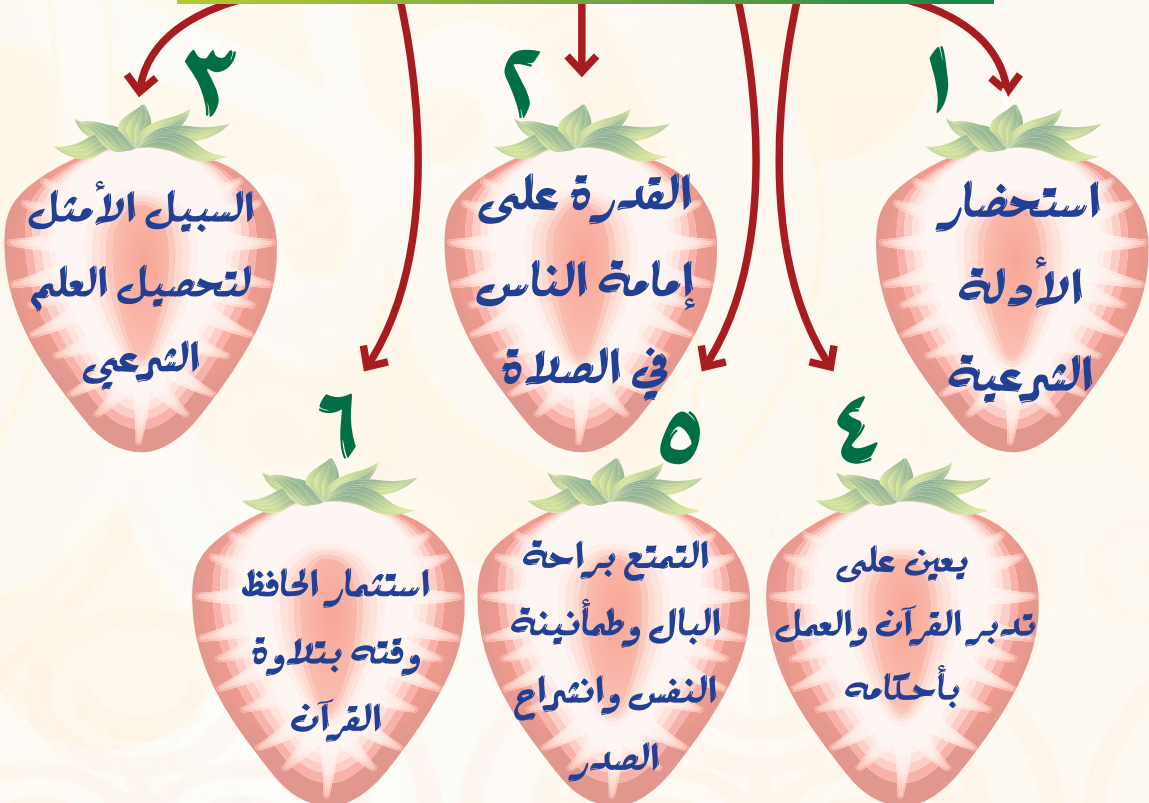 ١
استحضار
الأدلة
الشرعية
٢
القدرة على
إمامة الناس
في الصلاة
٣
السبيل الأمثل
لتحصيل العلم
الشرعي
٤
يعين على
تدبر القرآن والعمل
بأحكامه
٥
التمتع براحة
البال وطمأنينة
النفس وانشراح
الصدر
٦
استثمار الحافظ
وقته بتلاوة
القرآن